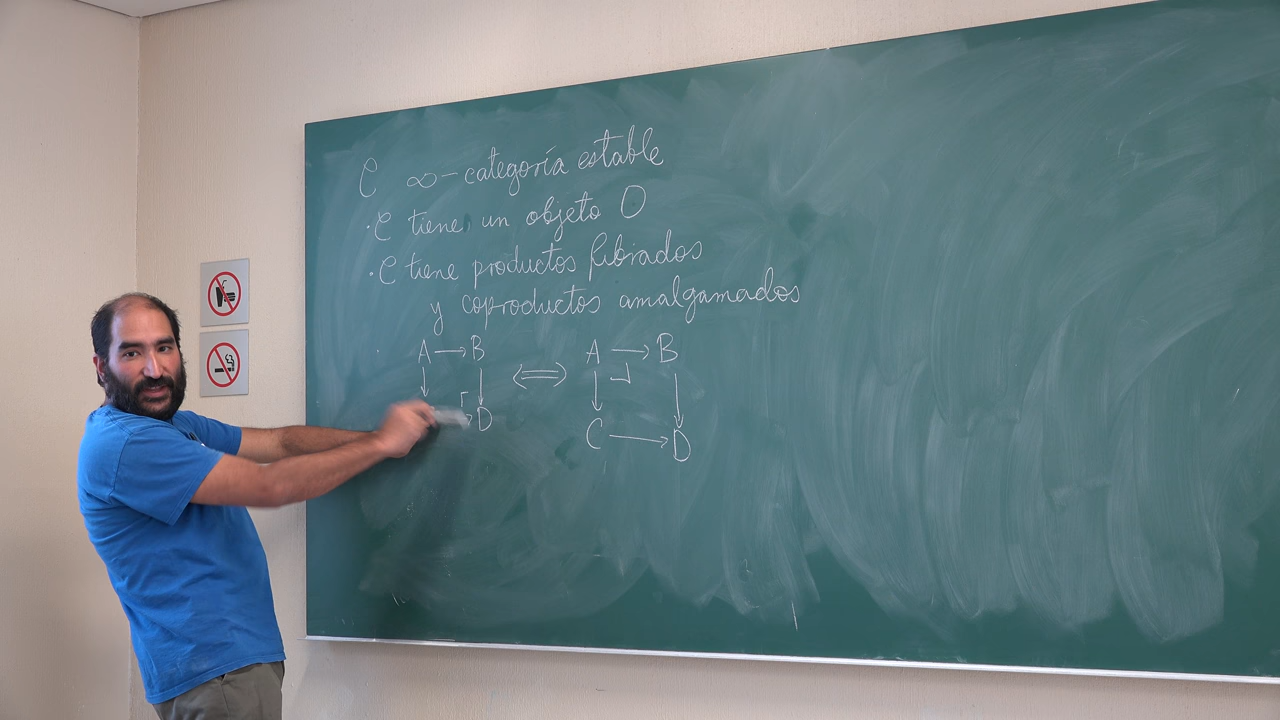 C ∞-categoría estable
· C tiene un objeto 0
· C tiene productos fibrados
y coproductos amalgamados
· A → B ⟺ A → B
↓ ↓ ↓ ⌟ ↓
⌜ D C → D